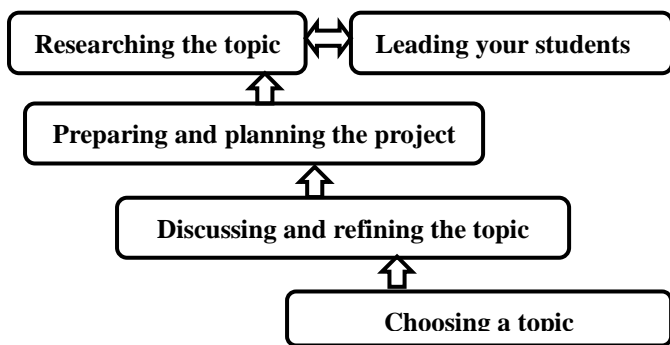 Researching the topic
Leading your students
Preparing and planning the project
Discussing and refining the topic
Choosing a topic